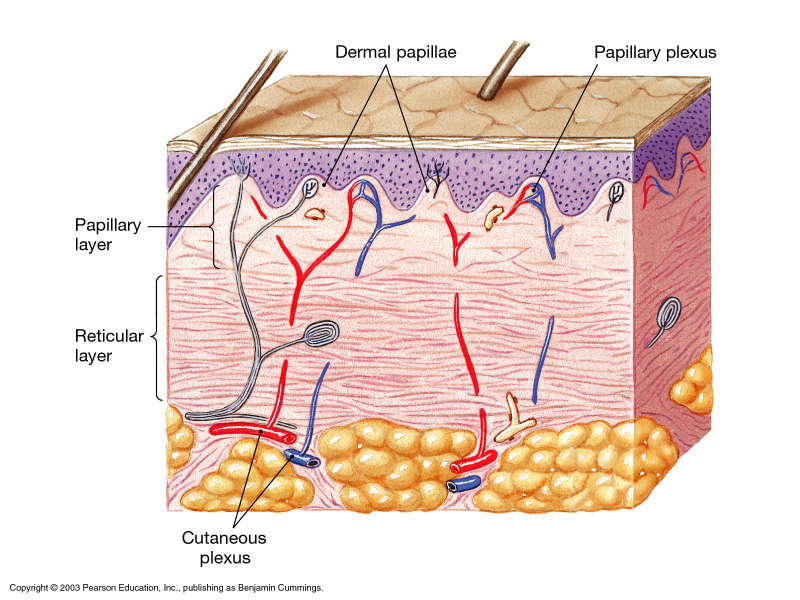 Dermal papillae
Papillary plexus
Papillary
layer
Reticular
layer
Cutaneous
plexus
Copyright © 2003 Pearson Education, Inc., publishing as Benjamin Cummings.